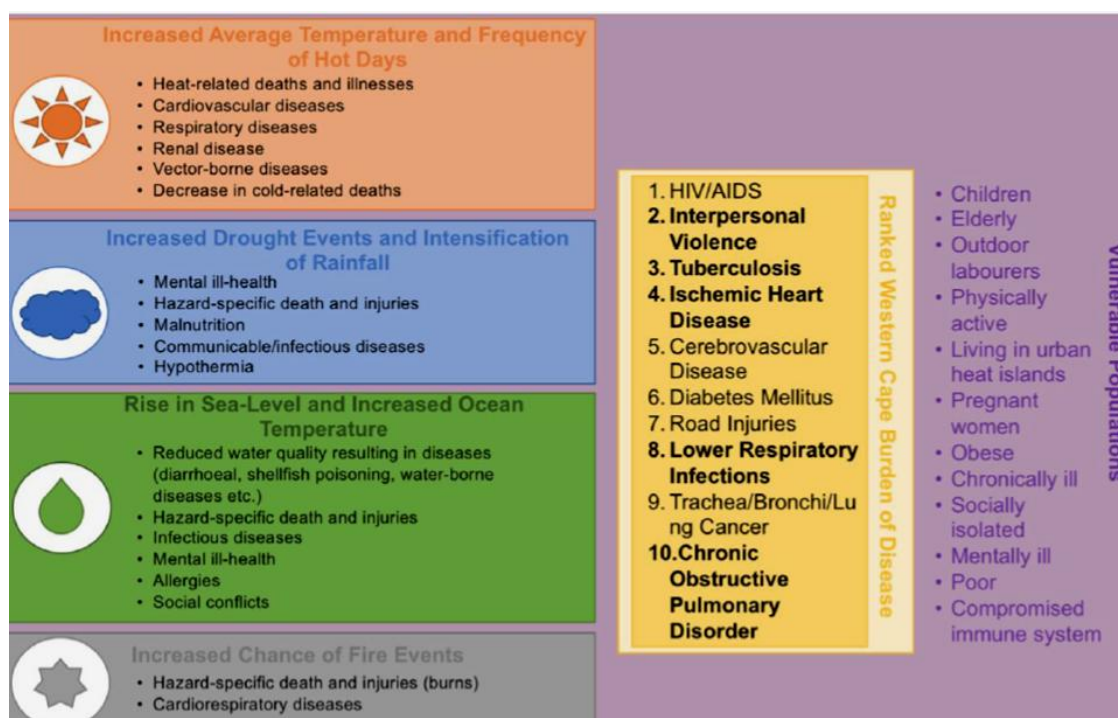 Increased Average Temperature and Frequency
of Hot Days
• Heat-related deaths and illnesses
• Cardiovascular diseases
• Respiratory diseases
• Renal disease
• Vector-borne diseases
• Decrease in cold-related deaths
Increased Drought Events and Intensification
of Rainfall
• Mental ill-health
• Hazard-specific death and injuries
• Malnutrition
• Communicable/infectious diseases
• Hypothermia
Rise in Sea-Level and Increased Ocean
Temperature
• Reduced water quality resulting in diseases
(diarrhoeal, shellfish poisoning, water-borne
diseases etc.)
• Hazard-specific death and injuries
• Infectious diseases
• Mental ill-health
• Allergies
• Social conflicts
Increased Chance of Fire Events
• Hazard-specific death and injuries (burns)
• Cardiorespiratory diseases
1. HIV/AIDS
2. Interpersonal
Violence
3. Tuberculosis
4. Ischemic Heart
Disease
5. Cerebrovascular
Disease
6. Diabetes Mellitus
7. Road Injuries
8. Lower Respiratory
Infections
9. Trachea/Bronchi/Lu
ng Cancer
10.Chronic
Obstructive
Pulmonary
Disorder
Ranked Western Cape Burden of Disease
• Children
• Elderly
• Outdoor
labourers
• Physically
active
• Living in urban
heat islands
• Pregnant
women
• Obese
• Chronically ill
• Socially
isolated
• Mentally ill
• Poor
• Compromised
immune system
Vulnerable Populations